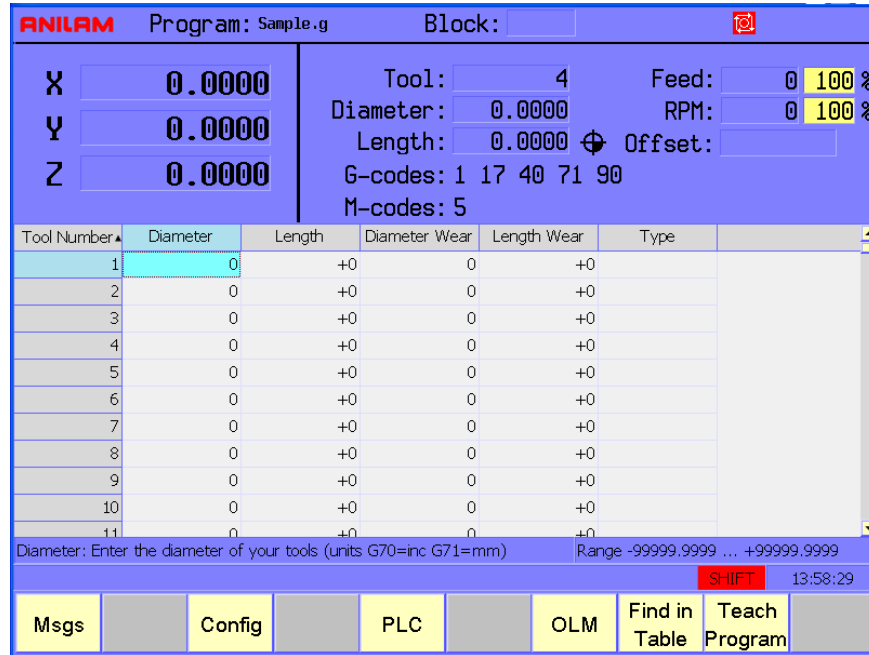 ANILAM Program: Sample.g Block:
X 0.0000 Tool: 4 Feed: 0 100 %
Y 0.0000 Diameter: 0.0000 RPM: 0 100 %
Z 0.0000 Length: 0.0000 Offset:
G-codes: 1 17 40 71 90
M-codes: 5
Tool Number Diameter Length Diameter Wear Length Wear Type
1 0 +0 0 +0
2 0 +0 0 +0
3 0 +0 0 +0
4 0 +0 0 +0
5 0 +0 0 +0
6 0 +0 0 +0
7 0 +0 0 +0
8 0 +0 0 +0
9 0 +0 0 +0
10 0 +0 0 +0
11 0 +0 0 +0
Diameter: Enter the diameter of your tools (units G70=inc G71=mm) Range -99999.9999 ... +99999.9999
SHIFT 13:58:29
Msgs Config PLC OLM Find in Table Teach Program